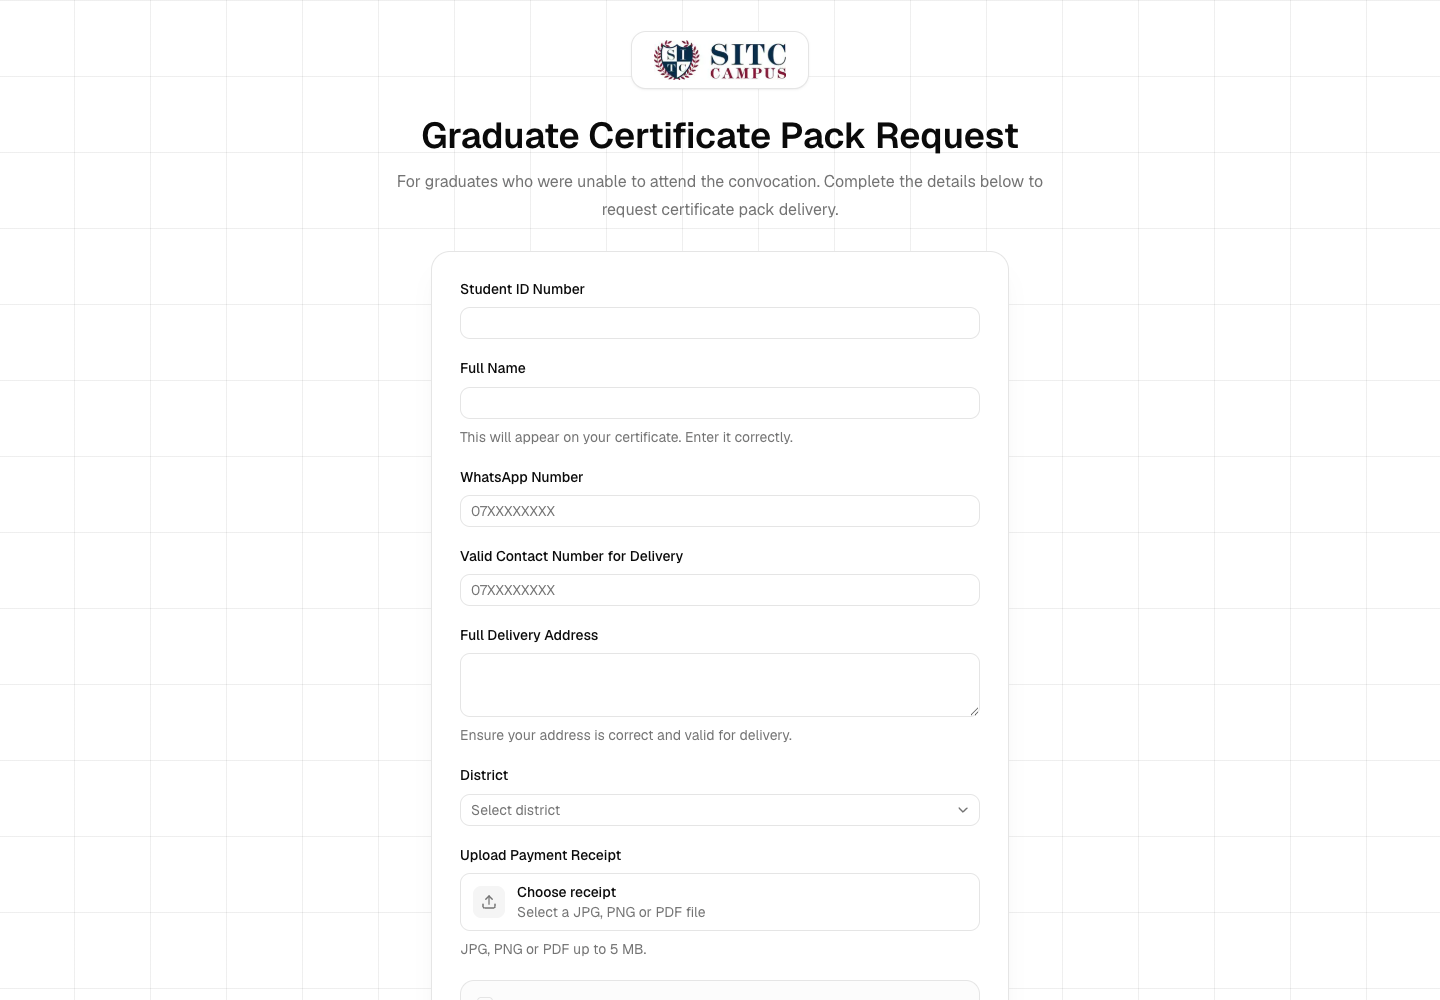 SITC
CAMPUS
Graduate Certificate Pack Request
For graduates who were unable to attend the convocation. Complete the details below to
request certificate pack delivery.
Student ID Number
Full Name
This will appear on your certificate. Enter it correctly.
WhatsApp Number
07XXXXXXXX
Valid Contact Number for Delivery
07XXXXXXXX
Full Delivery Address
Ensure your address is correct and valid for delivery.
District
Select district
Upload Payment Receipt
Choose receipt
Select a JPG, PNG or PDF file
JPG, PNG or PDF up to 5 MB.